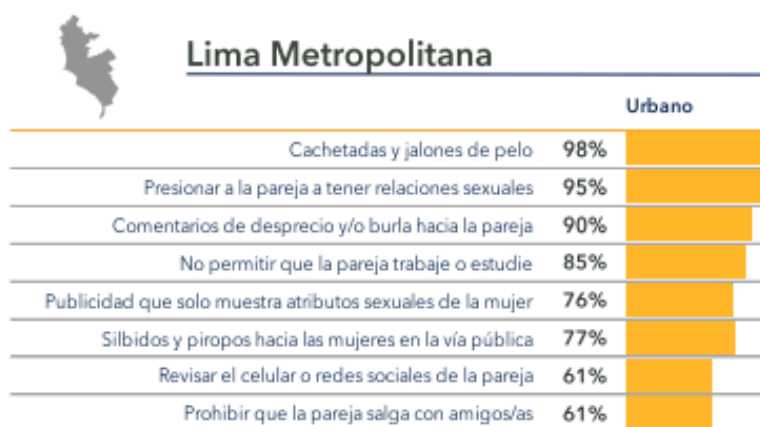 Lima Metropolitana
Urbano
Cachetadas y jalones de pelo 98%
Presionar a la pareja a tener relaciones sexuales 95%
Comentarios de desprecio y/o burla hacia la pareja 90%
No permitir que la pareja trabaje o estudie 85%
Publicidad que solo muestra atributos sexuales de la mujer 76%
Silbidos y piropos hacia las mujeres en la vía pública 77%
Revisar el celular o redes sociales de la pareja 61%
Prohibir que la pareja salga con amigos/as 61%